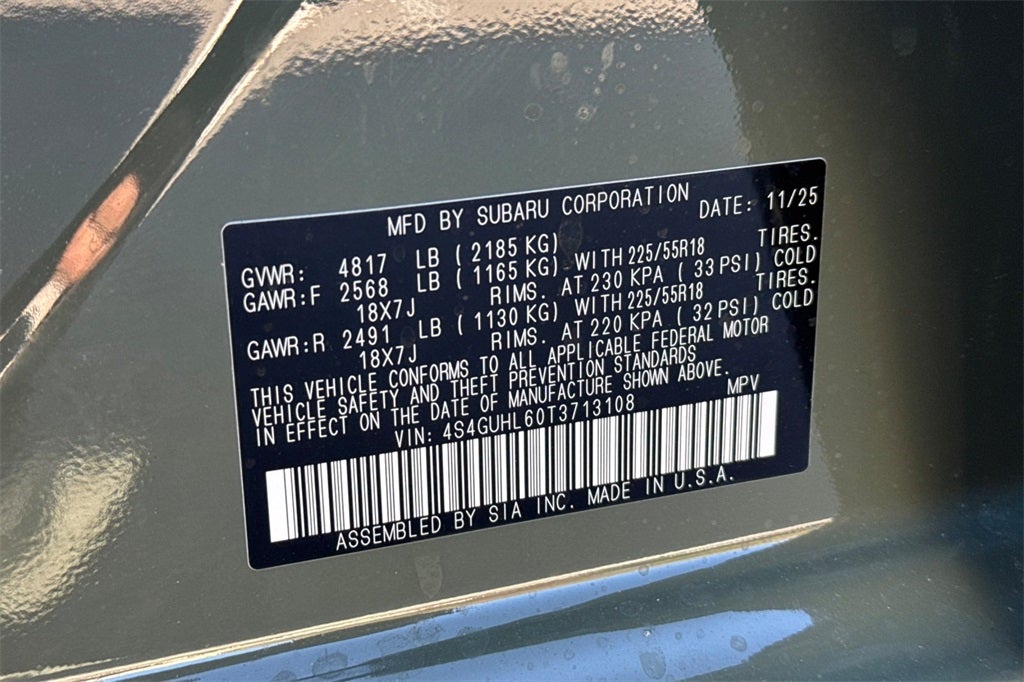 MFD BY SUBARU CORPORATION DATE: 11/25
GVWR: 4817 LB (2185 KG)
GAWR:F 2568 LB (1165 KG) WITH 225/55R18 TIRES.
18X7J RIMS. AT 230 KPA (33 PSI) COLD
GAWR:R 2491 LB (1130 KG) WITH 225/55R18 TIRES.
18X7J RIMS. AT 220 KPA (32 PSI) COLD
THIS VEHICLE CONFORMS TO ALL APPLICABLE FEDERAL MOTOR
VEHICLE SAFETY AND THEFT PREVENTION STANDARDS
IN EFFECT ON THE DATE OF MANUFACTURE SHOWN ABOVE.
VIN: 4S4GUHL60T3713108 MPV
ASSEMBLED BY SIA INC. MADE IN U.S.A.